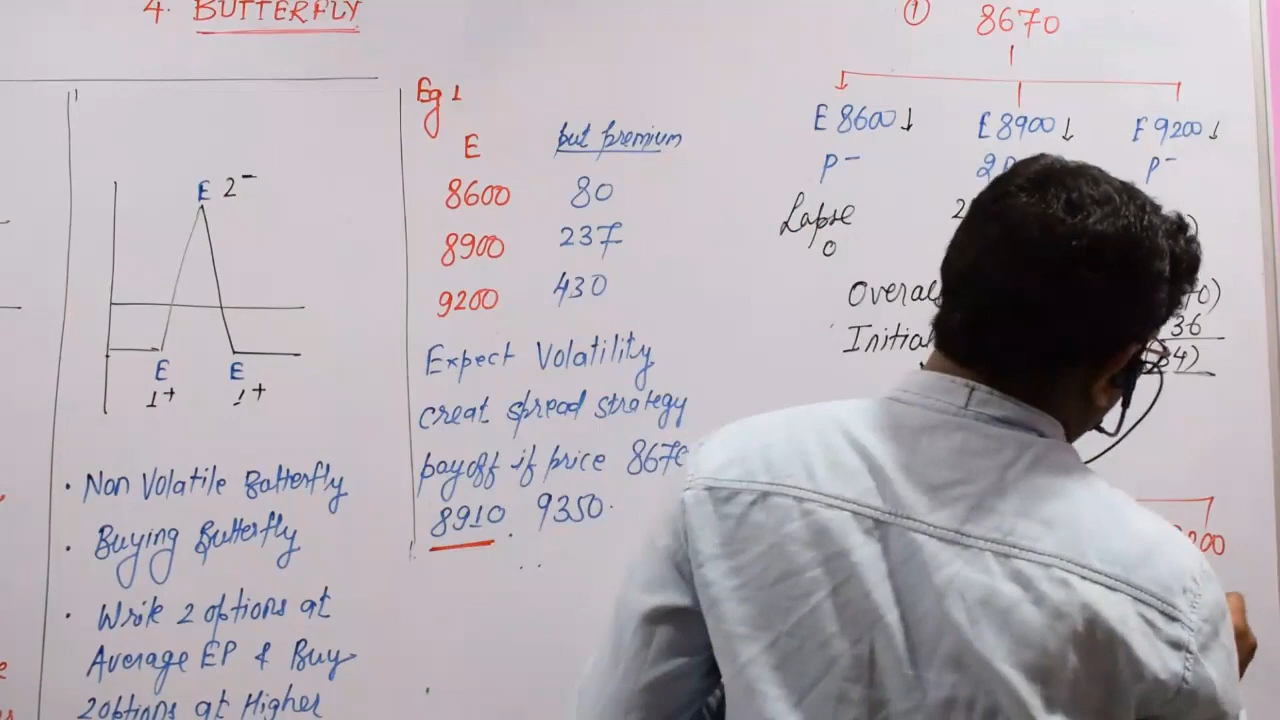 4. BUTTERFLY
E 2-
E
E
1+
1+
• Non Volatile Butterfly
• Buying Butterfly
• Write 2 options at
Average EP & Buy
2options at Higher
Eg 1
E put premium
8600 80
8900 237
9200 430
Expect Volatility
creat spread strategy
payoff if price 8670
8910. 9350.
① 8670
E 8600↓ E 8900↓ E 9200↓
P- P-
Lapse
0
Overal
Initial 36